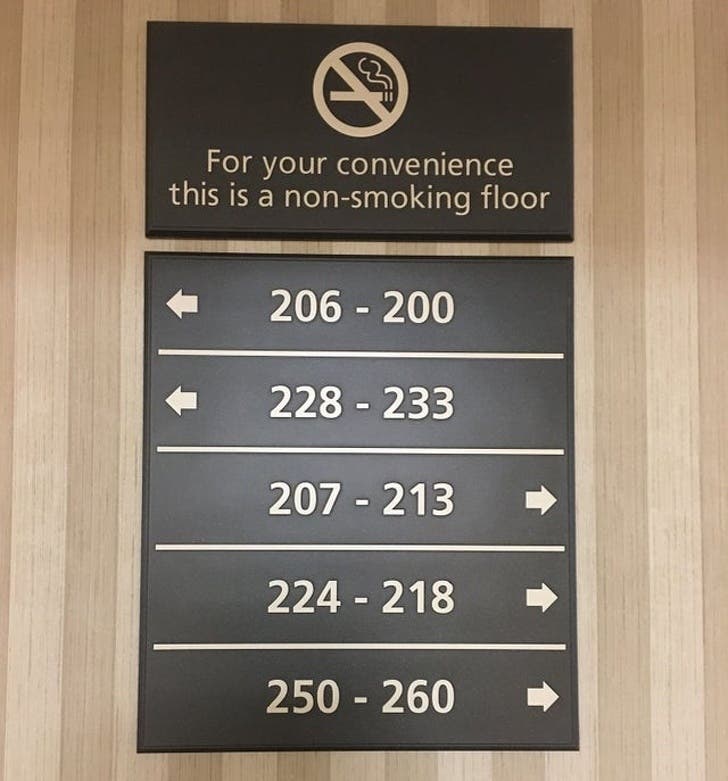 For your convenience
this is a non-smoking floor
206 - 200
228 - 233
207 - 213
224 - 218
250 - 260